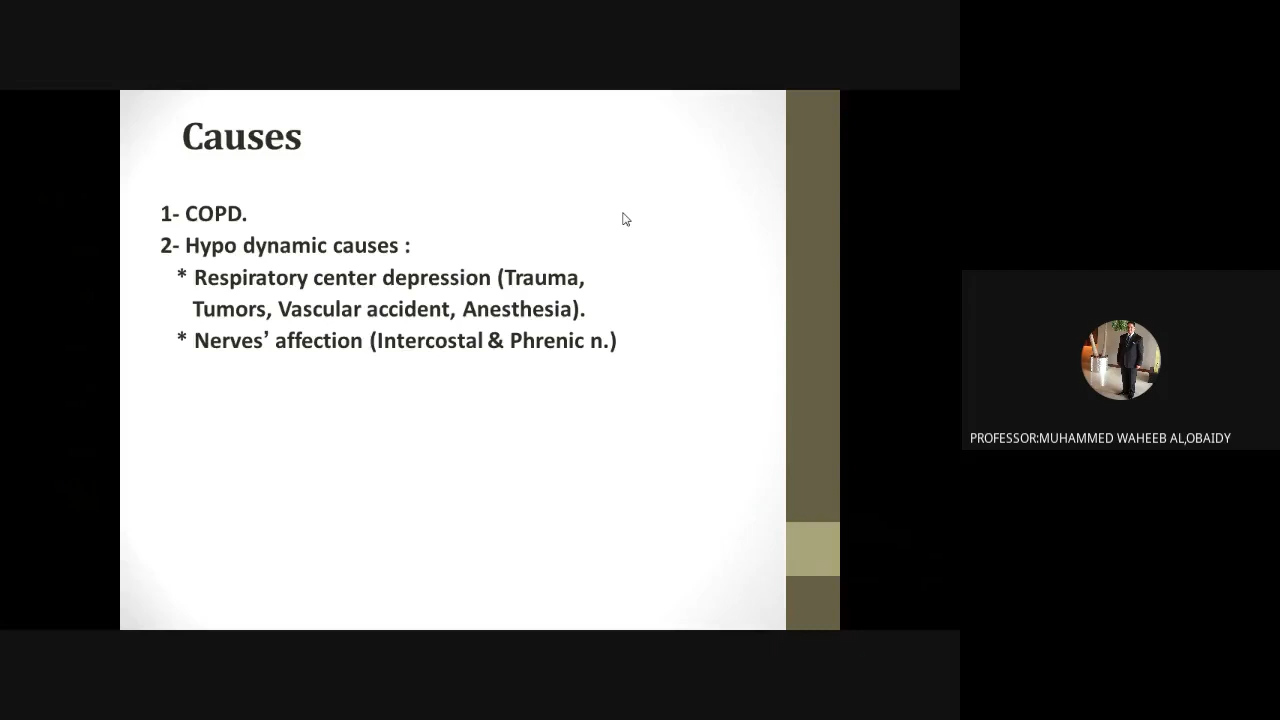 Causes
1- COPD.
2- Hypo dynamic causes :
* Respiratory center depression (Trauma,
Tumors, Vascular accident, Anesthesia).
* Nerves’ affection (Intercostal & Phrenic n.)
PROFESSOR:MUHAMMED WAHEEB AL,OBAIDY